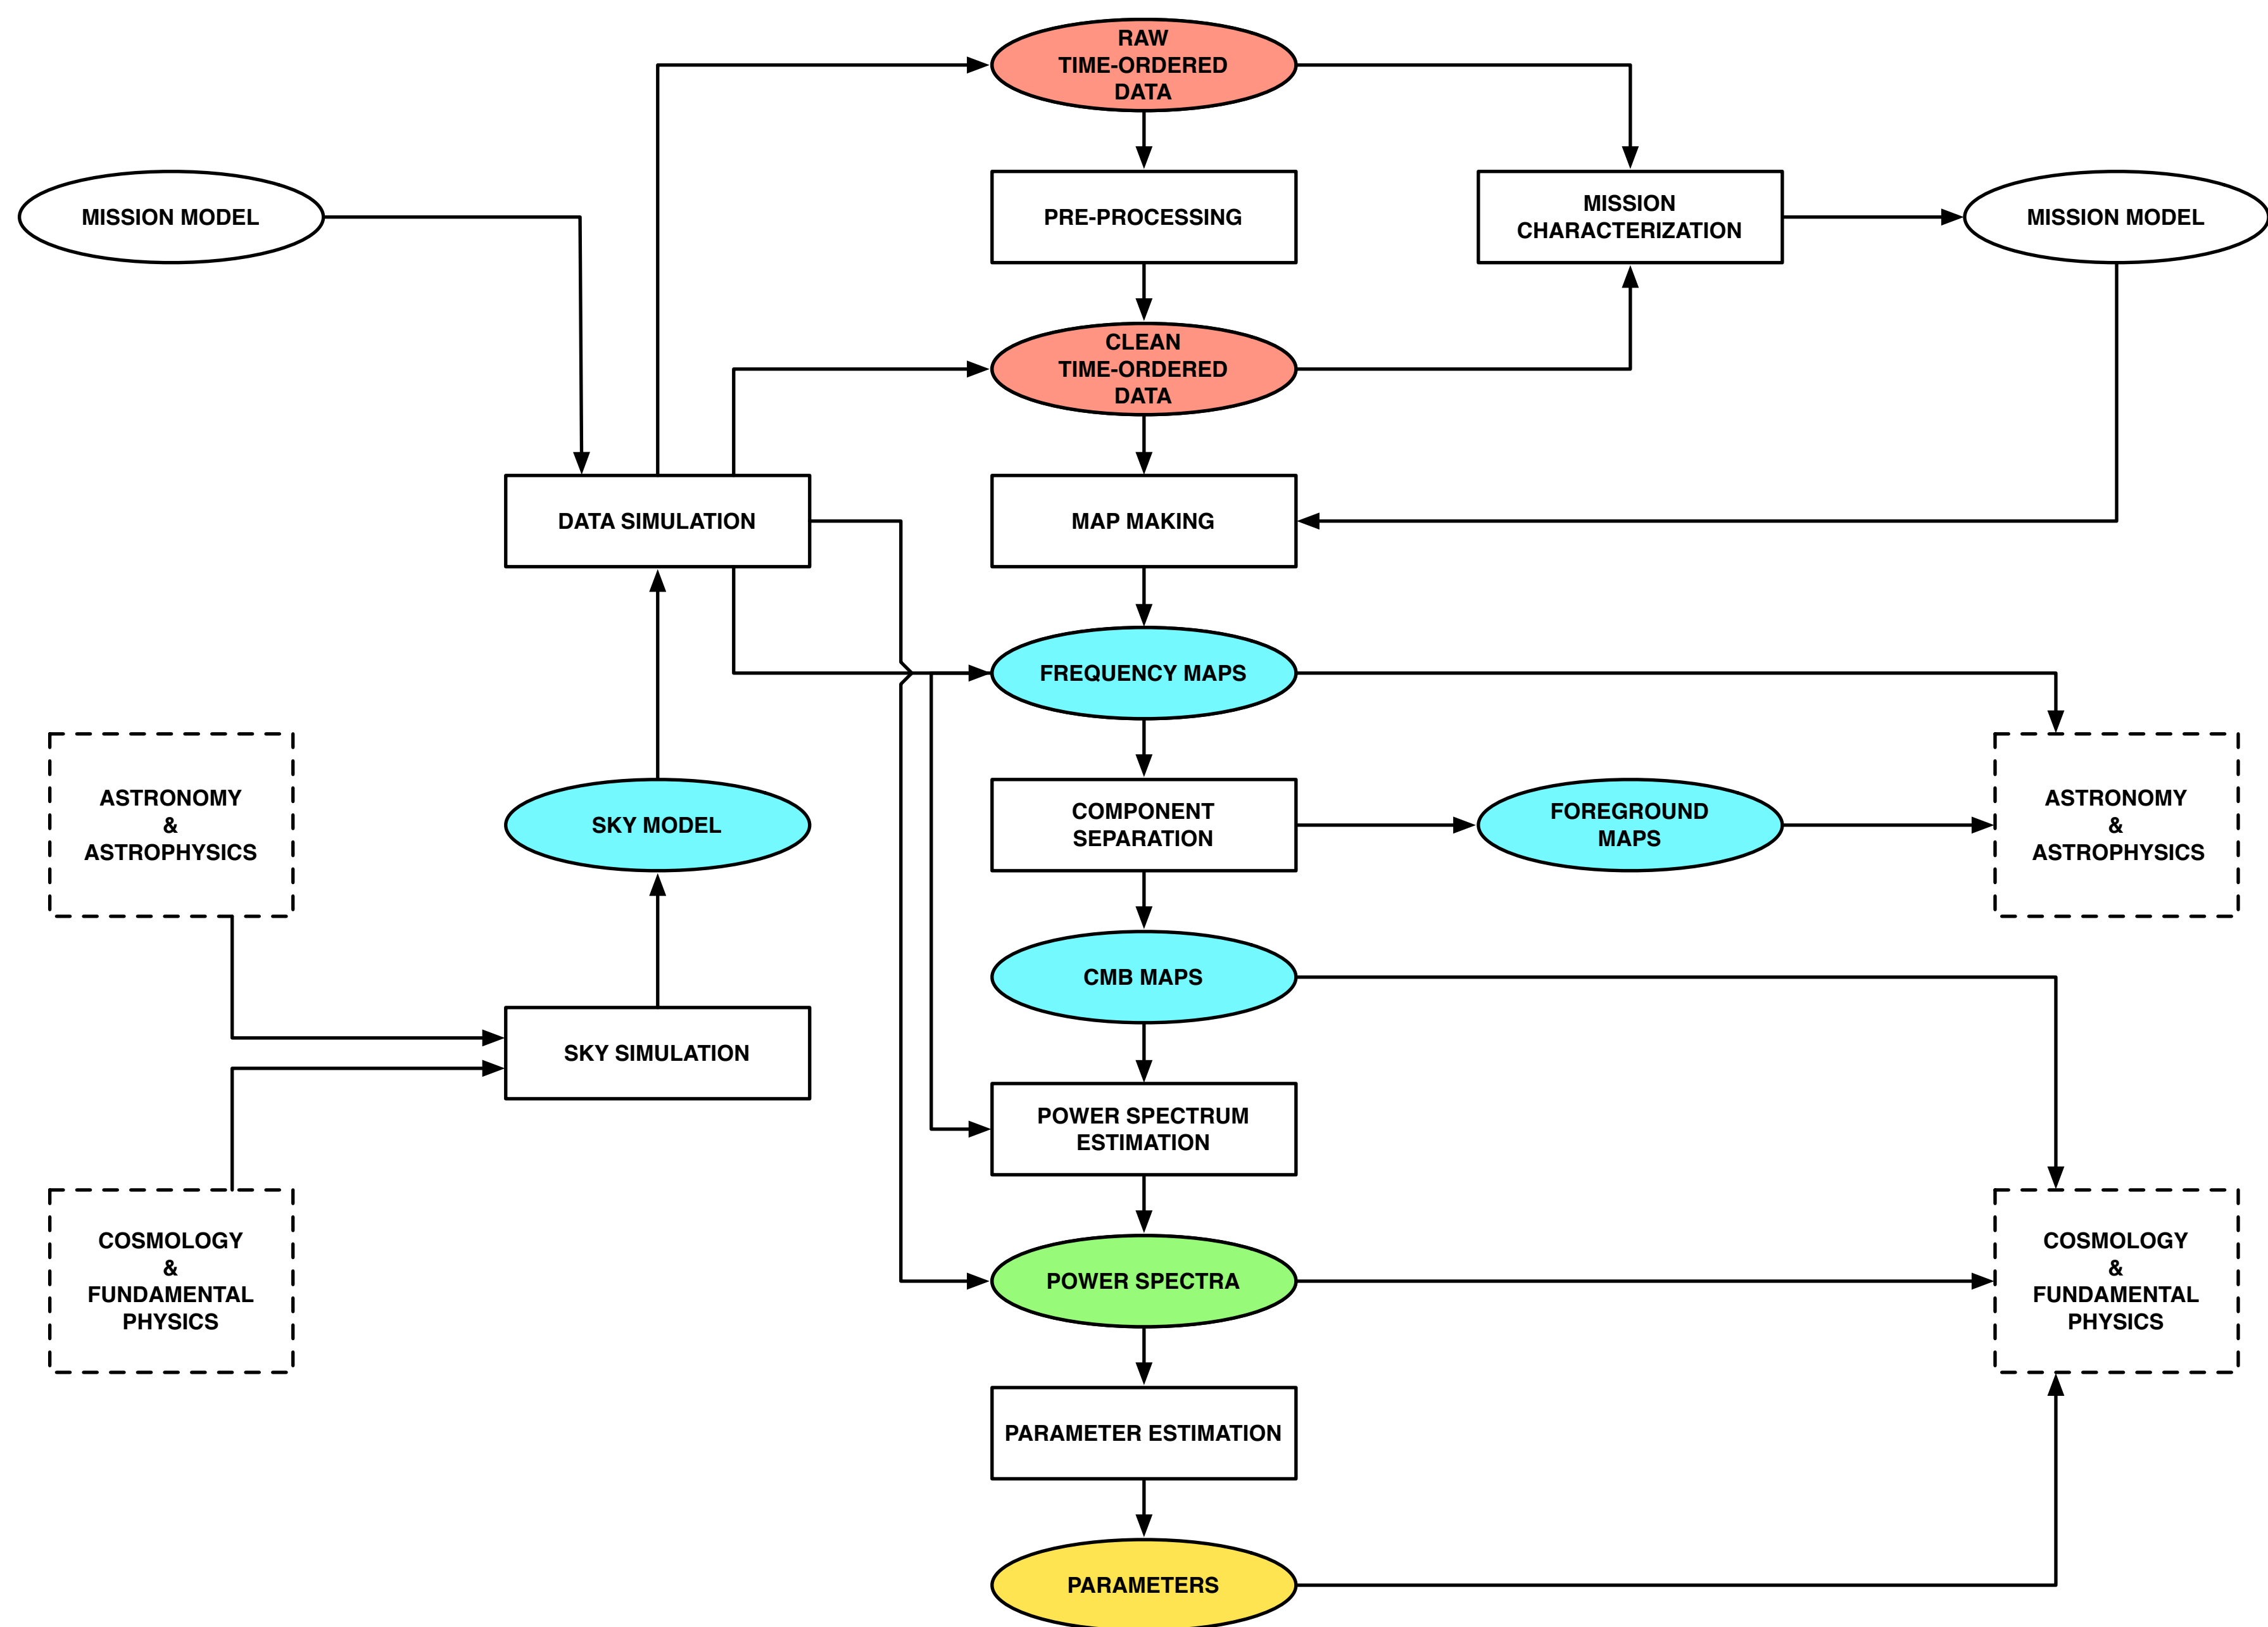 RAW
TIME-ORDERED
DATA
MISSION MODEL
PRE-PROCESSING
MISSION
CHARACTERIZATION
MISSION MODEL
CLEAN
TIME-ORDERED
DATA
DATA SIMULATION
MAP MAKING
FREQUENCY MAPS
ASTRONOMY
&
ASTROPHYSICS
SKY MODEL
COMPONENT
SEPARATION
FOREGROUND
MAPS
ASTRONOMY
&
ASTROPHYSICS
CMB MAPS
SKY SIMULATION
POWER SPECTRUM
ESTIMATION
COSMOLOGY
&
FUNDAMENTAL
PHYSICS
POWER SPECTRA
COSMOLOGY
&
FUNDAMENTAL
PHYSICS
PARAMETER ESTIMATION
PARAMETERS